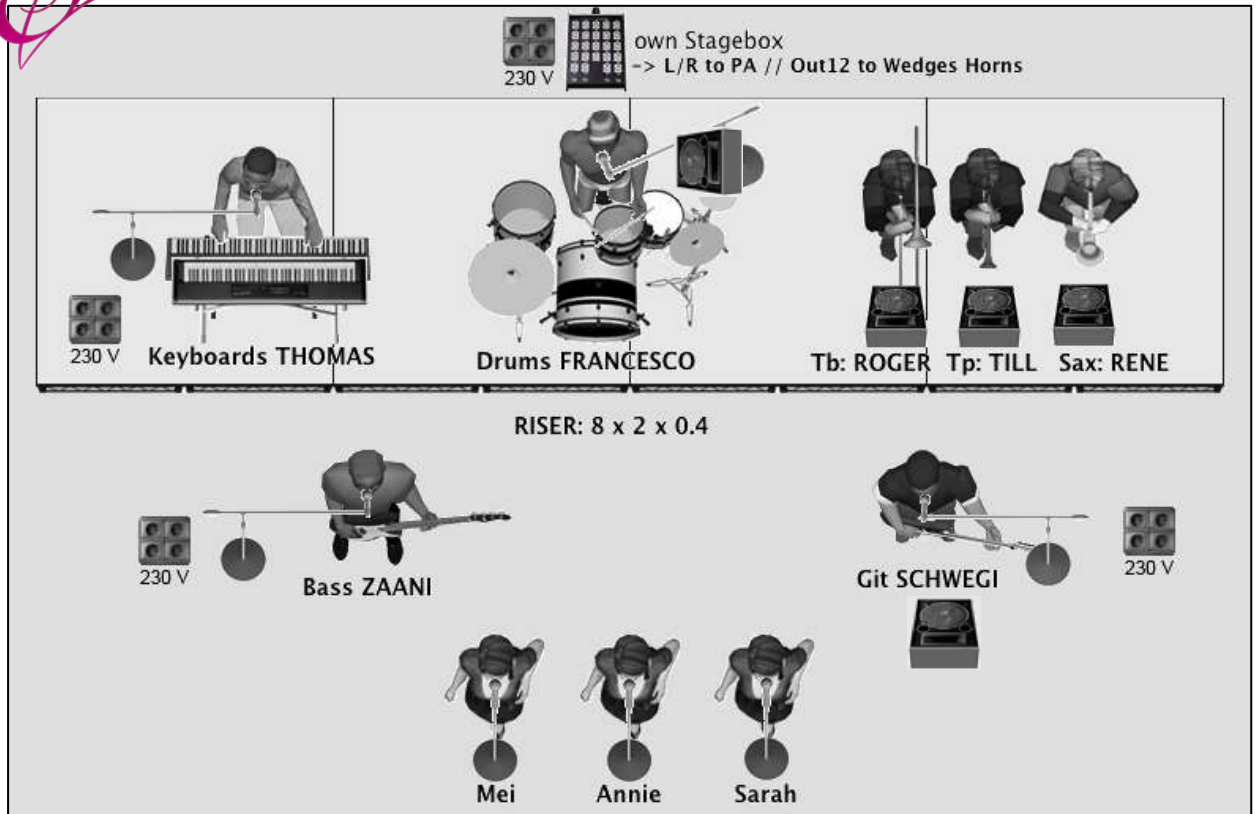 own Stagebox
-> L/R to PA // Out12 to Wedges Horns
230 V
230 V
Keyboards THOMAS
Drums FRANCESCO
Tb: ROGER
Tp: TILL
Sax: RENE
RISER: 8 x 2 x 0.4
230 V
Bass ZAANI
Git SCHWEGI
230 V
Mei
Annie
Sarah